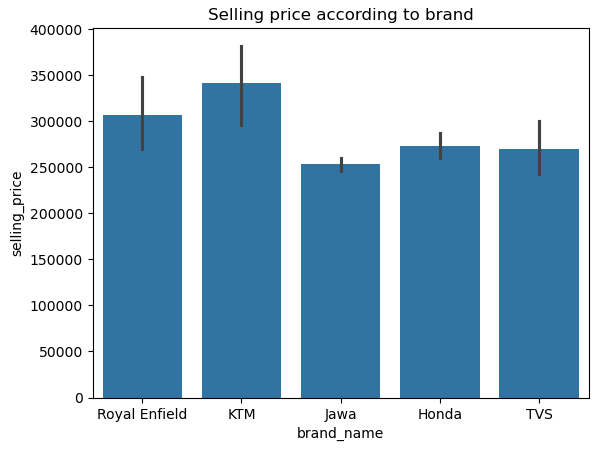 Selling price according to brand
400000
350000
300000
250000
200000
150000
100000
50000
0
selling_price
Royal Enfield KTM Jawa Honda TVS
brand_name